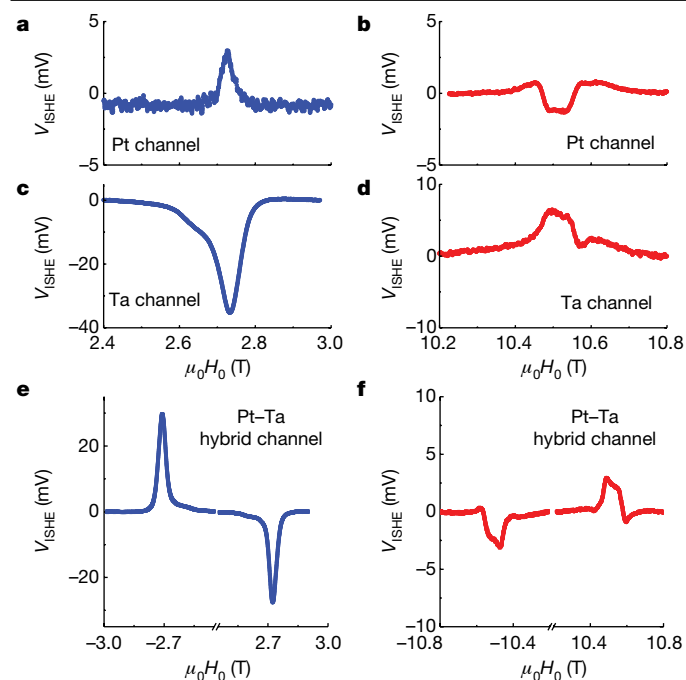 a
b
5
0
−5
V_ISHE (mV)
Pt channel
5
0
−5
V_ISHE (mV)
Pt channel
c
d
0
−20
−40
V_ISHE (mV)
Ta channel
2.4
2.6
2.8
3.0
μ₀H₀ (T)
10
0
−10
V_ISHE (mV)
Ta channel
10.2
10.4
10.6
10.8
μ₀H₀ (T)
e
f
20
0
−20
V_ISHE (mV)
Pt–Ta
hybrid channel
−3.0
−2.7
2.7
3.0
μ₀H₀ (T)
10
5
0
−5
−10
V_ISHE (mV)
Pt–Ta
hybrid channel
−10.8
−10.4
10.4
10.8
μ₀H₀ (T)